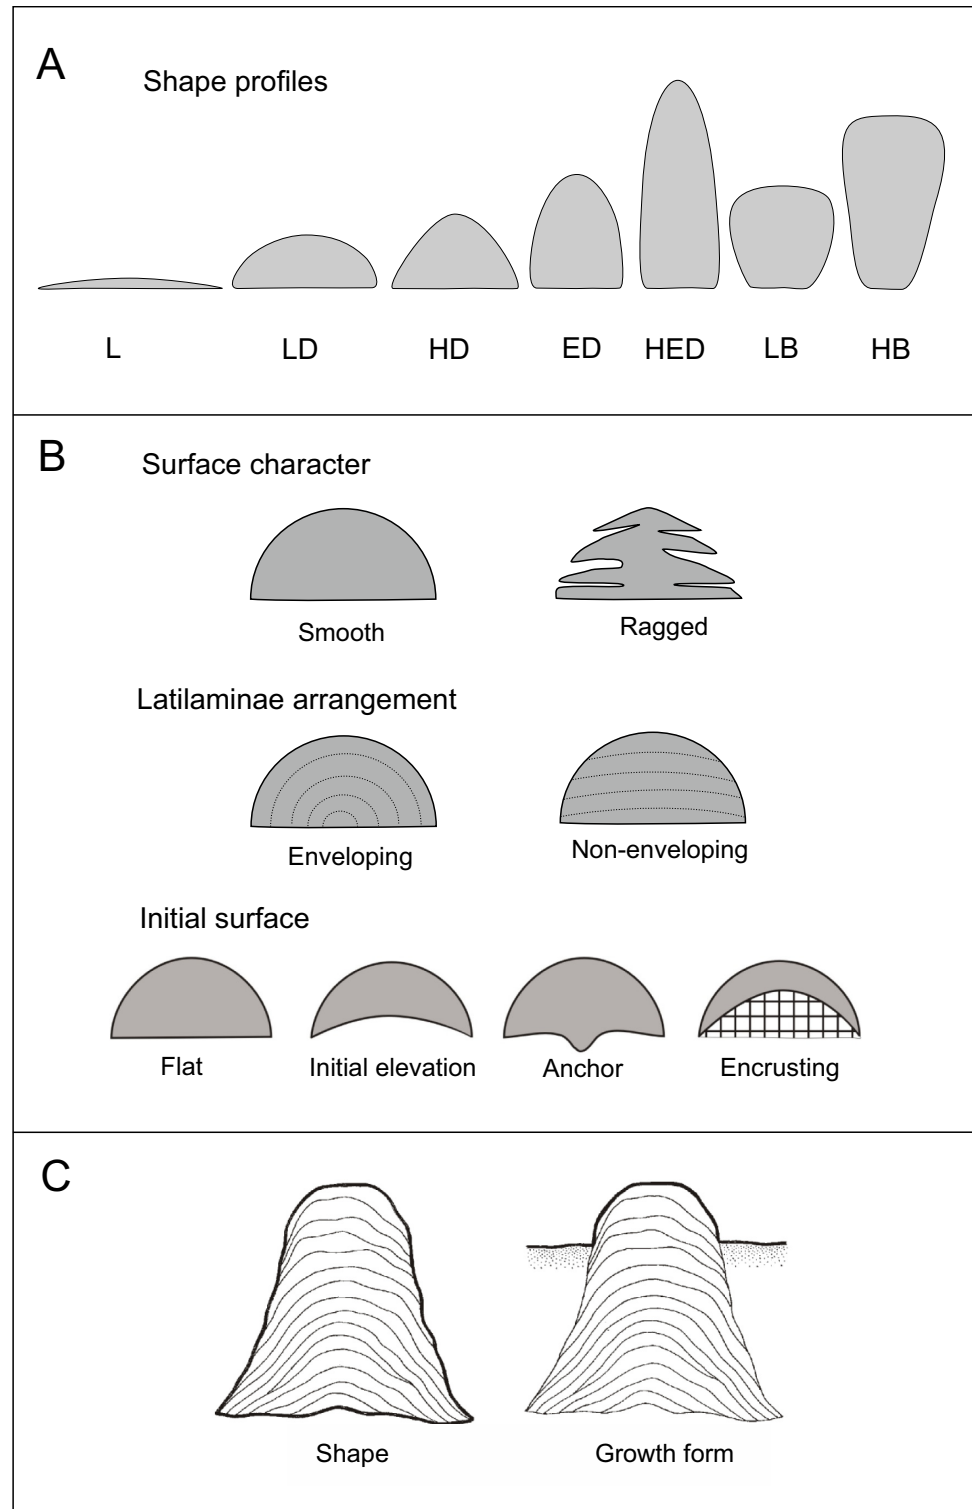 A
Shape profiles
L
LD
HD
ED
HED
LB
HB
B
Surface character
Smooth
Ragged
Latilaminae arrangement
Enveloping
Non-enveloping
Initial surface
Flat
Initial elevation
Anchor
Encrusting
C
Shape
Growth form